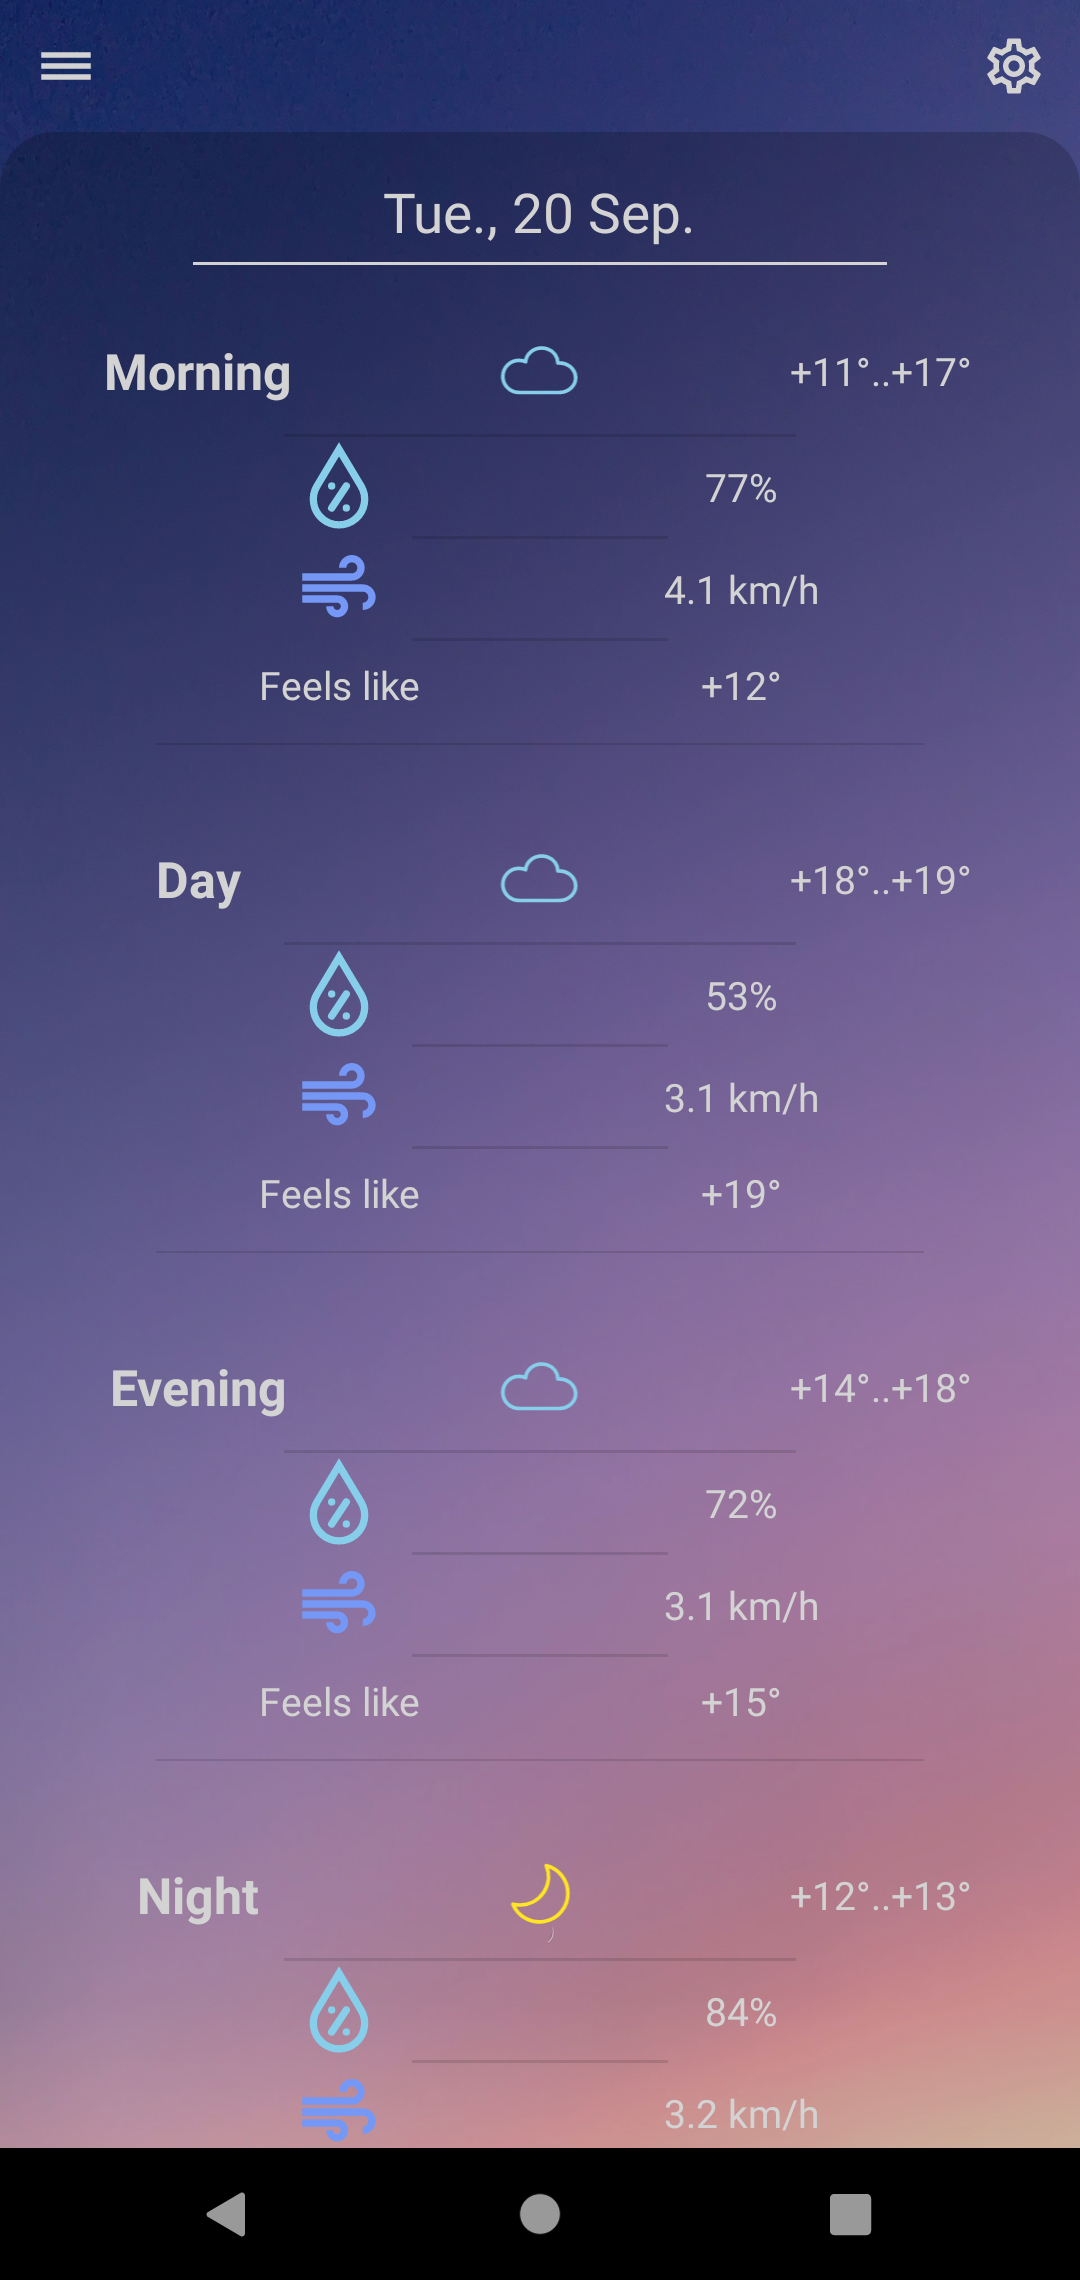 Tue., 20 Sep.
Morning +11°..+17°
77%
4.1 km/h
Feels like +12°
Day +18°..+19°
53%
3.1 km/h
Feels like +19°
Evening +14°..+18°
72%
3.1 km/h
Feels like +15°
Night +12°..+13°
84%
3.2 km/h